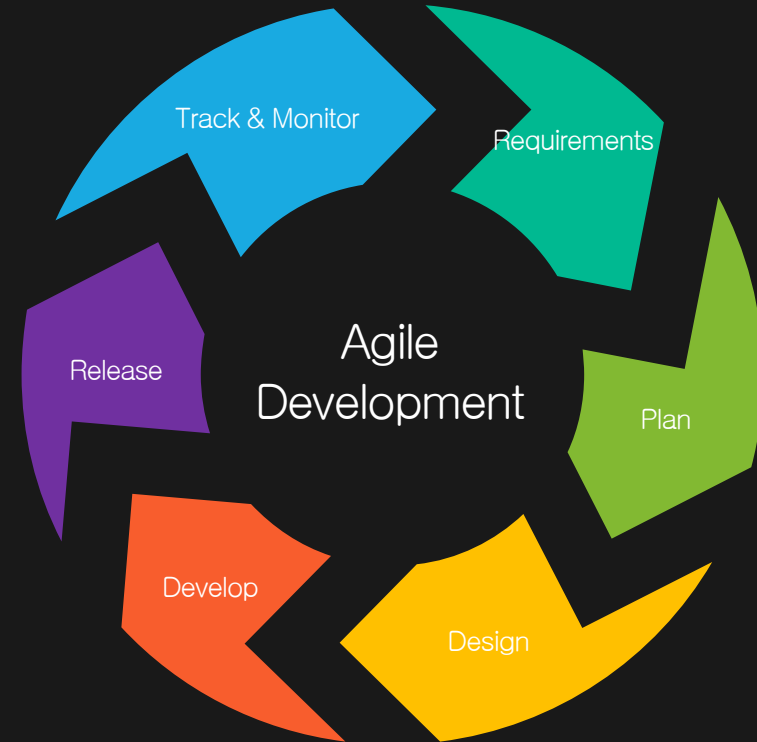 Track & Monitor
Requirements
Release
Agile
Development
Plan
Develop
Design